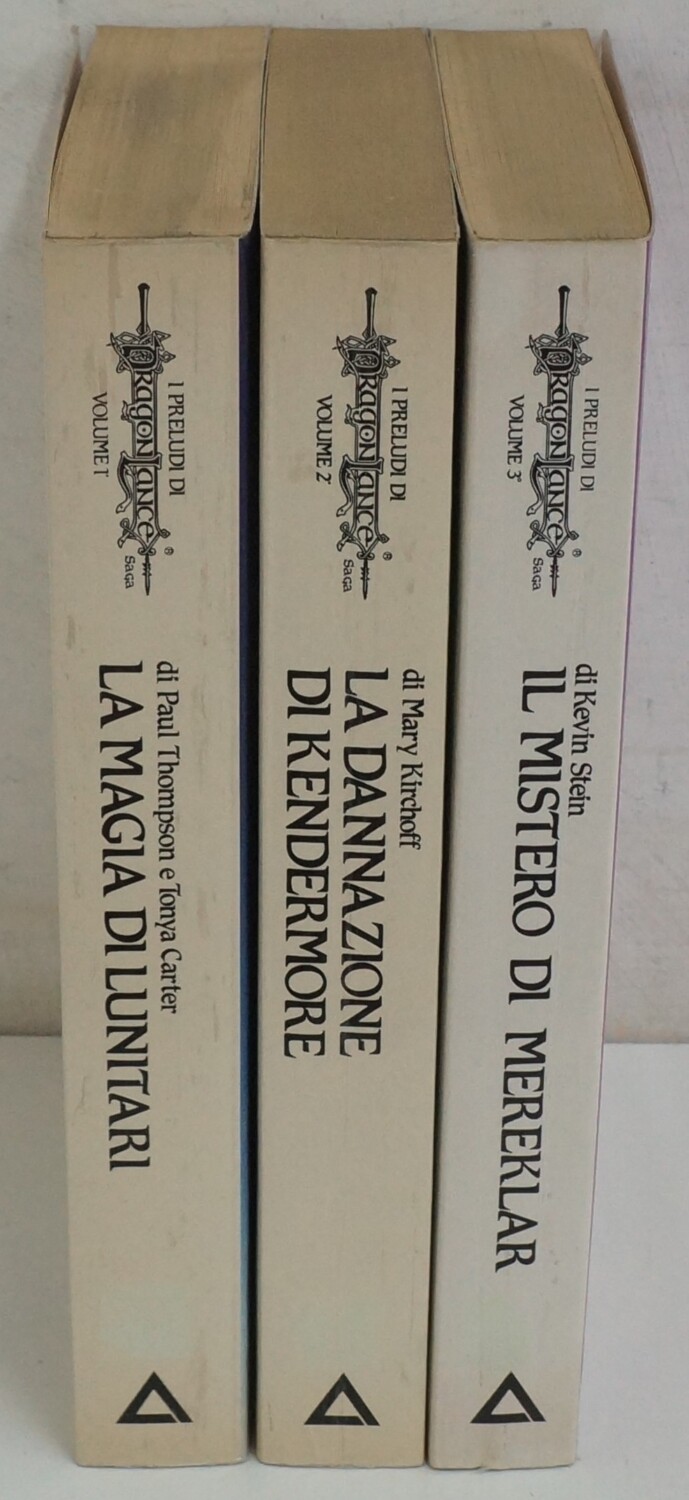 I PRELUDI DI
DRAGONLANCE®
SAGA
VOLUME 1°
di Paul Thompson e Tonya Carter
LA MAGIA DI LUNITARI
I PRELUDI DI
DRAGONLANCE®
SAGA
VOLUME 2°
di Mary Kirchoff
LA DANNAZIONE
DI KENDERMORE
I PRELUDI DI
DRAGONLANCE®
SAGA
VOLUME 3°
di Kevin Stein
IL MISTERO DI MEREKLAR